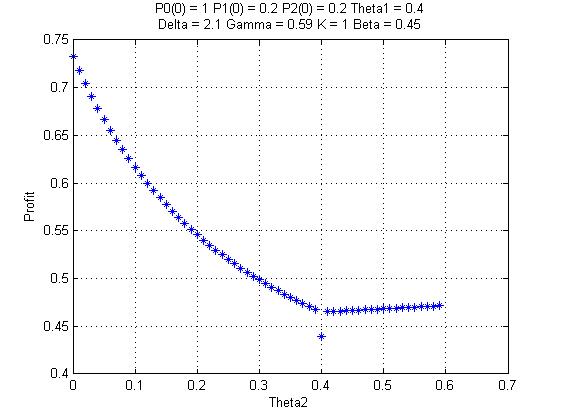 P0(0) = 1 P1(0) = 0.2 P2(0) = 0.2 Theta1 = 0.4
Delta = 2.1 Gamma = 0.59 K = 1 Beta = 0.45
0.75
0.7
0.65
0.6
0.55
0.5
0.45
0.4
Profit
0 0.1 0.2 0.3 0.4 0.5 0.6 0.7
Theta2